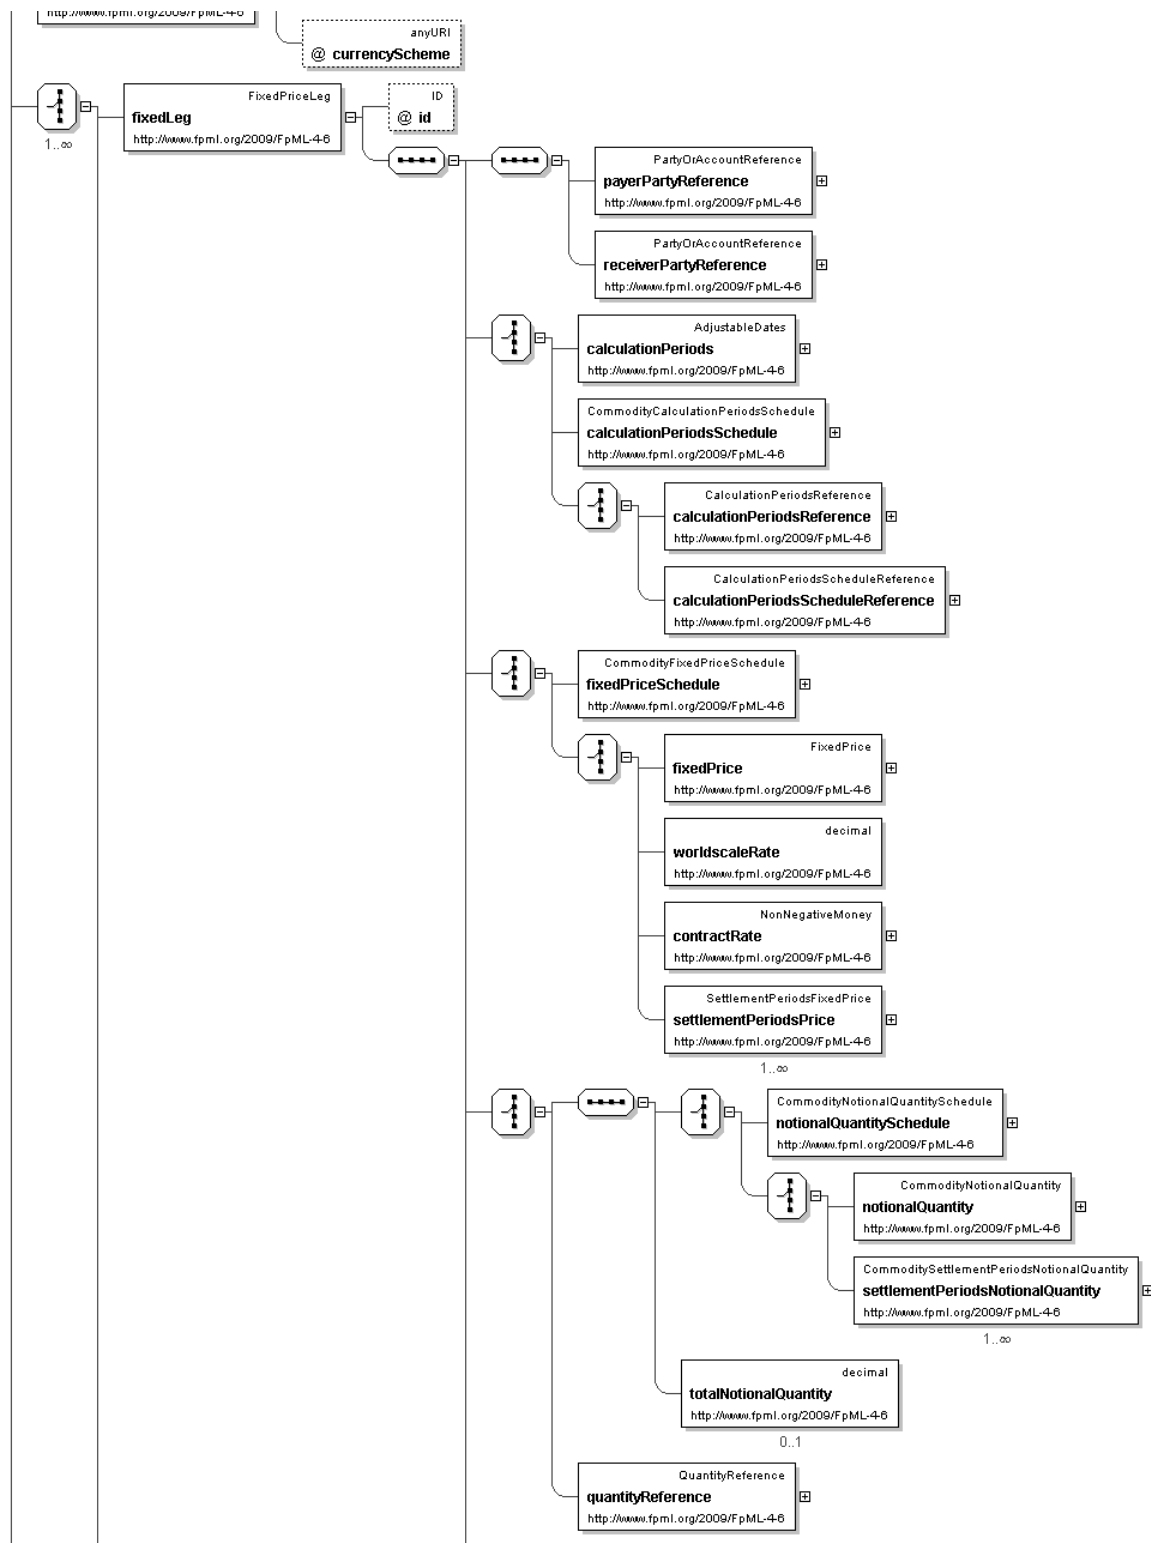 http://www.fpml.org/2009/FpML-4-6
anyURI
@ currencyScheme
FixedPriceLeg
fixedLeg
http://www.fpml.org/2009/FpML-4-6
1..∞
ID
@ id
PartyOrAccountReference
payerPartyReference
http://www.fpml.org/2009/FpML-4-6
PartyOrAccountReference
receiverPartyReference
http://www.fpml.org/2009/FpML-4-6
AdjustableDates
calculationPeriods
http://www.fpml.org/2009/FpML-4-6
CommodityCalculationPeriodsSchedule
calculationPeriodsSchedule
http://www.fpml.org/2009/FpML-4-6
CalculationPeriodsReference
calculationPeriodsReference
http://www.fpml.org/2009/FpML-4-6
CalculationPeriodsScheduleReference
calculationPeriodsScheduleReference
http://www.fpml.org/2009/FpML-4-6
CommodityFixedPriceSchedule
fixedPriceSchedule
http://www.fpml.org/2009/FpML-4-6
FixedPrice
fixedPrice
http://www.fpml.org/2009/FpML-4-6
decimal
worldscaleRate
http://www.fpml.org/2009/FpML-4-6
NonNegativeMoney
contractRate
http://www.fpml.org/2009/FpML-4-6
SettlementPeriodsFixedPrice
settlementPeriodsPrice
http://www.fpml.org/2009/FpML-4-6
1..∞
CommodityNotionalQuantitySchedule
notionalQuantitySchedule
http://www.fpml.org/2009/FpML-4-6
CommodityNotionalQuantity
notionalQuantity
http://www.fpml.org/2009/FpML-4-6
CommoditySettlementPeriodsNotionalQuantity
settlementPeriodsNotionalQuantity
http://www.fpml.org/2009/FpML-4-6
1..∞
decimal
totalNotionalQuantity
http://www.fpml.org/2009/FpML-4-6
0..1
QuantityReference
quantityReference
http://www.fpml.org/2009/FpML-4-6